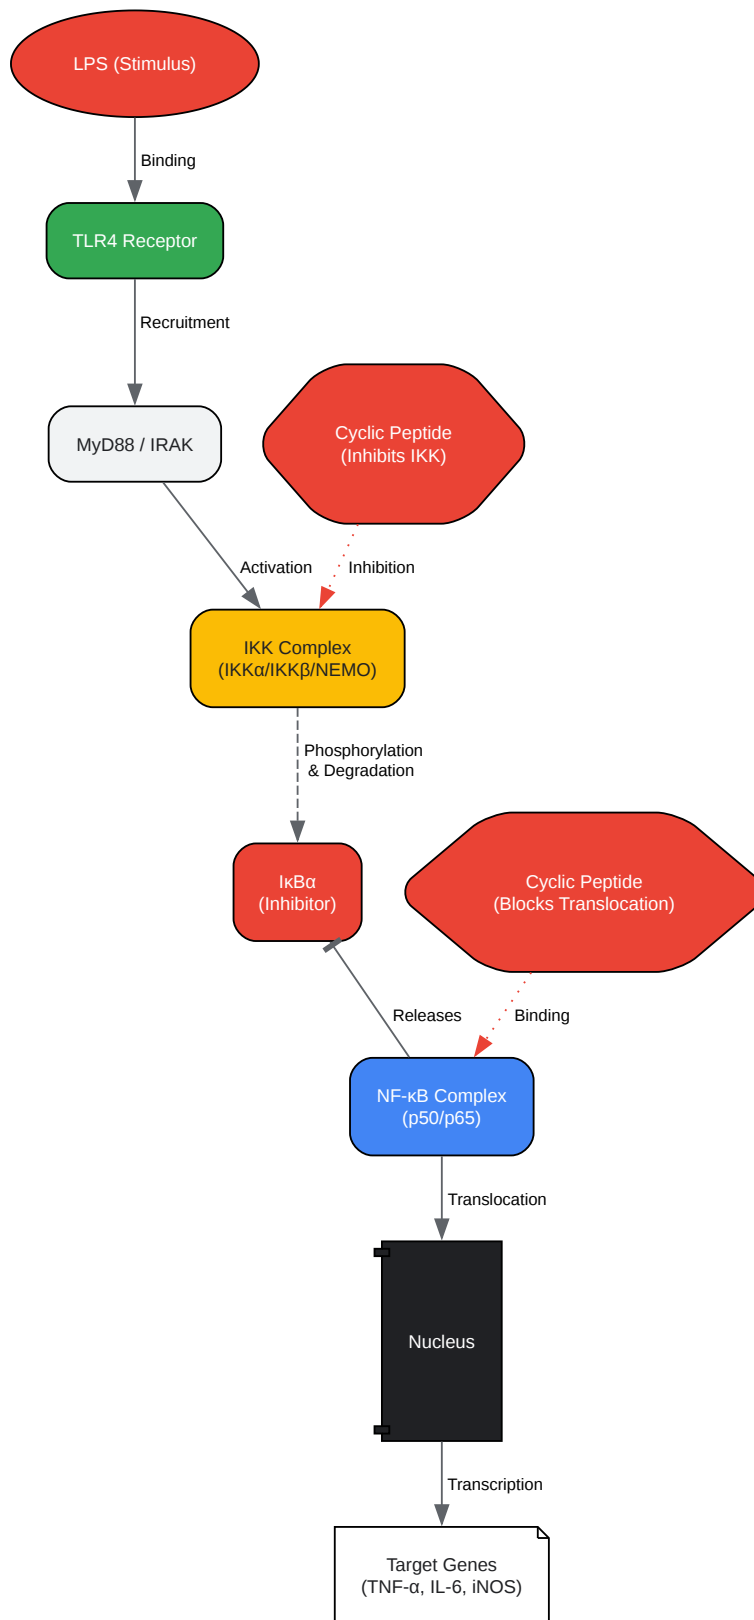 LPS (Stimulus)
Binding
TLR4 Receptor
Recruitment
MyD88 / IRAK
Cyclic Peptide
(Inhibits IKK)
Activation
Inhibition
IKK Complex
(IKKα/IKKβ/NEMO)
Phosphorylation
& Degradation
IκBα
(Inhibitor)
Cyclic Peptide
(Blocks Translocation)
Releases
Binding
NF-κB Complex
(p50/p65)
Translocation
Nucleus
Transcription
Target Genes
(TNF-α, IL-6, iNOS)